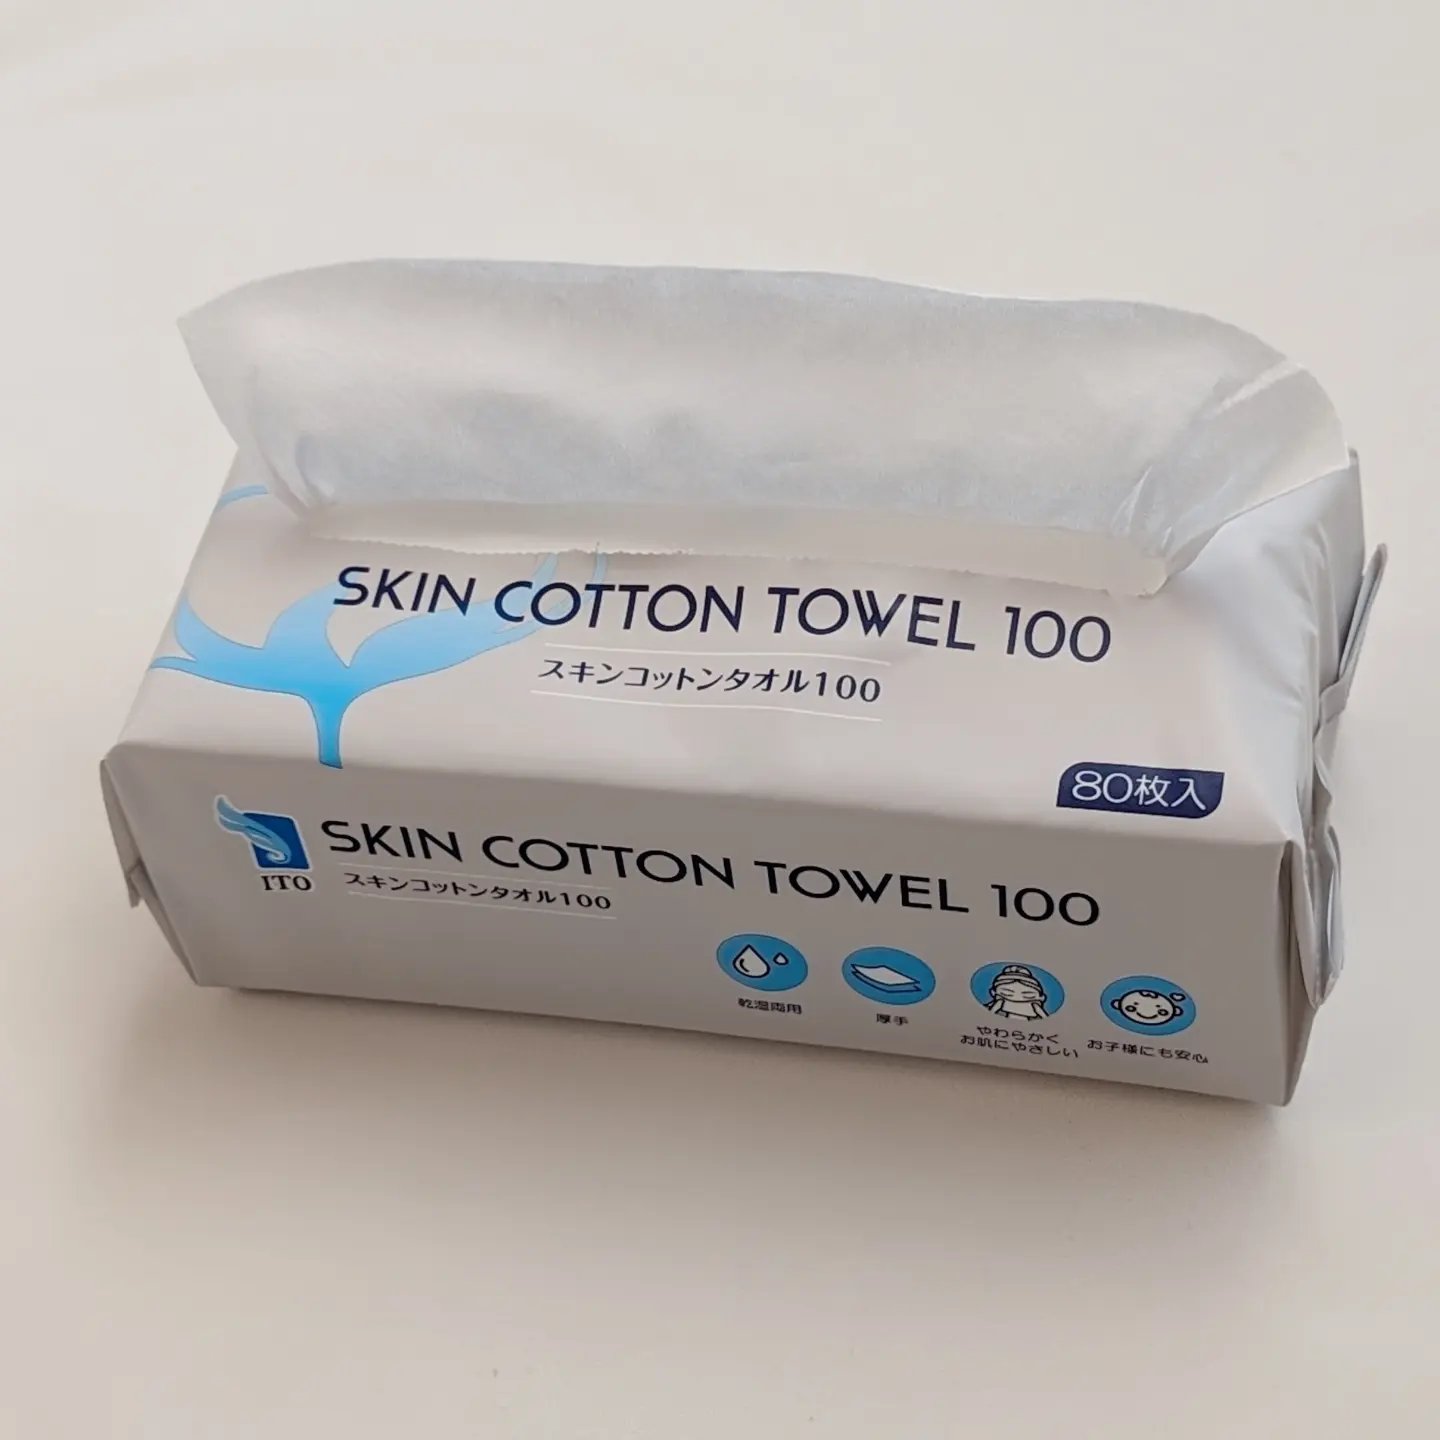 SKIN COTTON TOWEL 100
スキンコットンタオル100
80枚入
ITO
SKIN COTTON TOWEL 100
スキンコットンタオル100
乾湿両用
厚手
やわらかく
お肌にやさしい
お子様にも安心